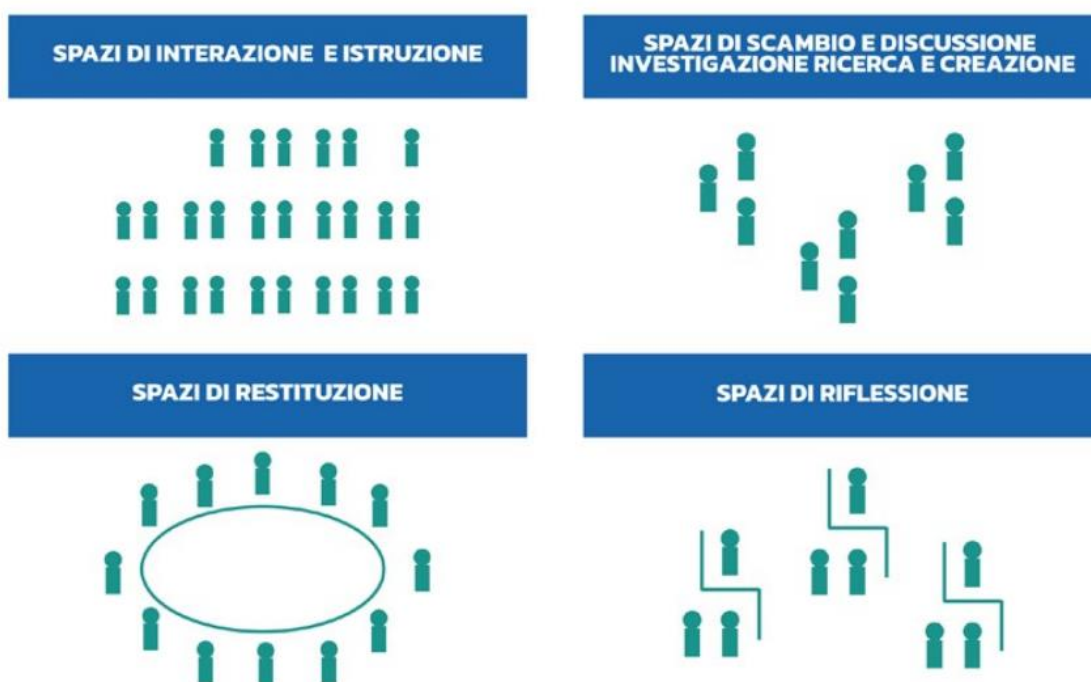 SPAZI DI INTERAZIONE E ISTRUZIONE
SPAZI DI SCAMBIO E DISCUSSIONE
INVESTIGAZIONE RICERCA E CREAZIONE
SPAZI DI RESTITUZIONE
SPAZI DI RIFLESSIONE